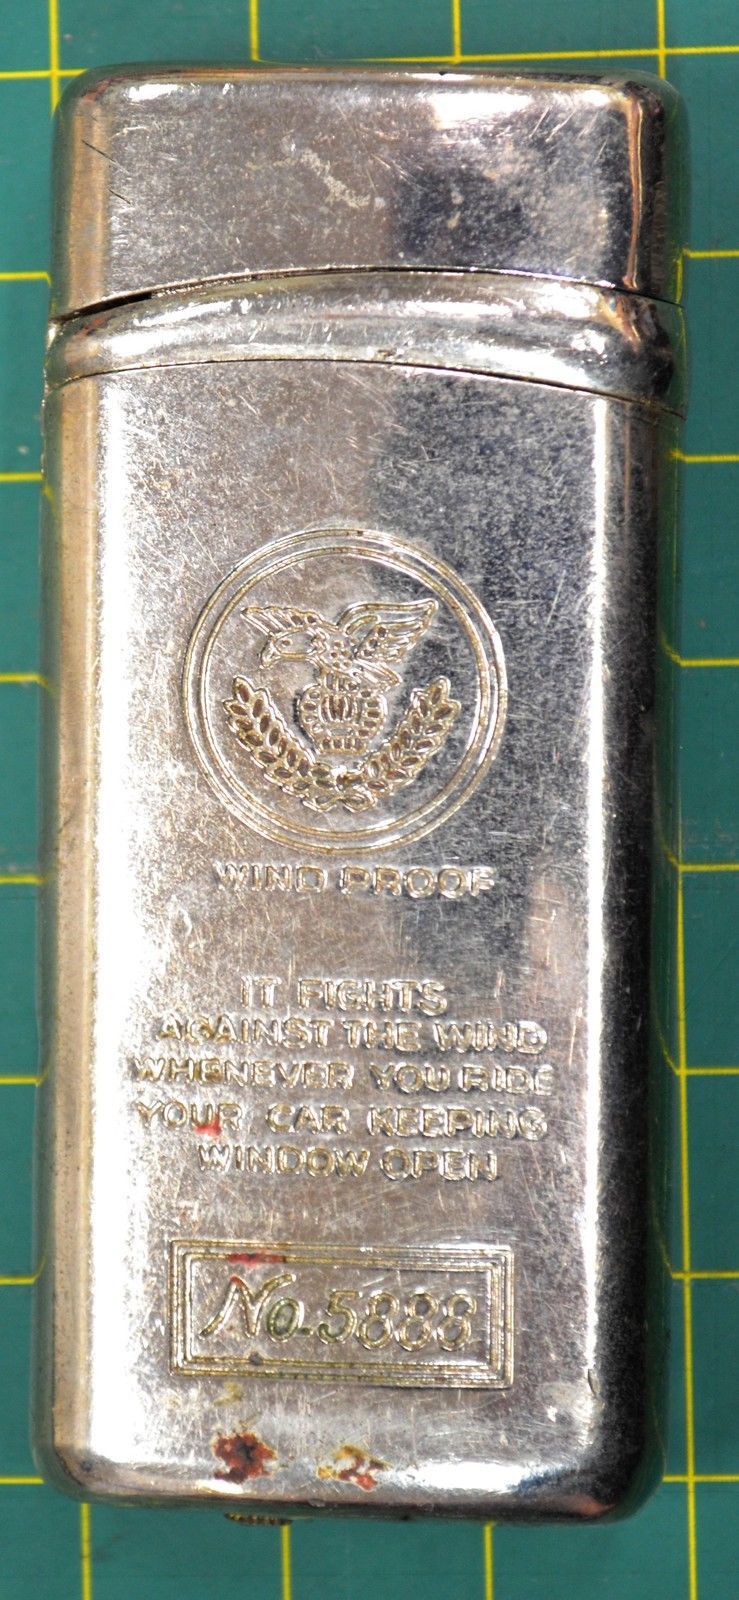 WIND PROOF
IT FIGHTS
AGAINST THE WIND
WHENEVER YOU RIDE
YOUR CAR KEEPING
WINDOW OPEN
No. 5888